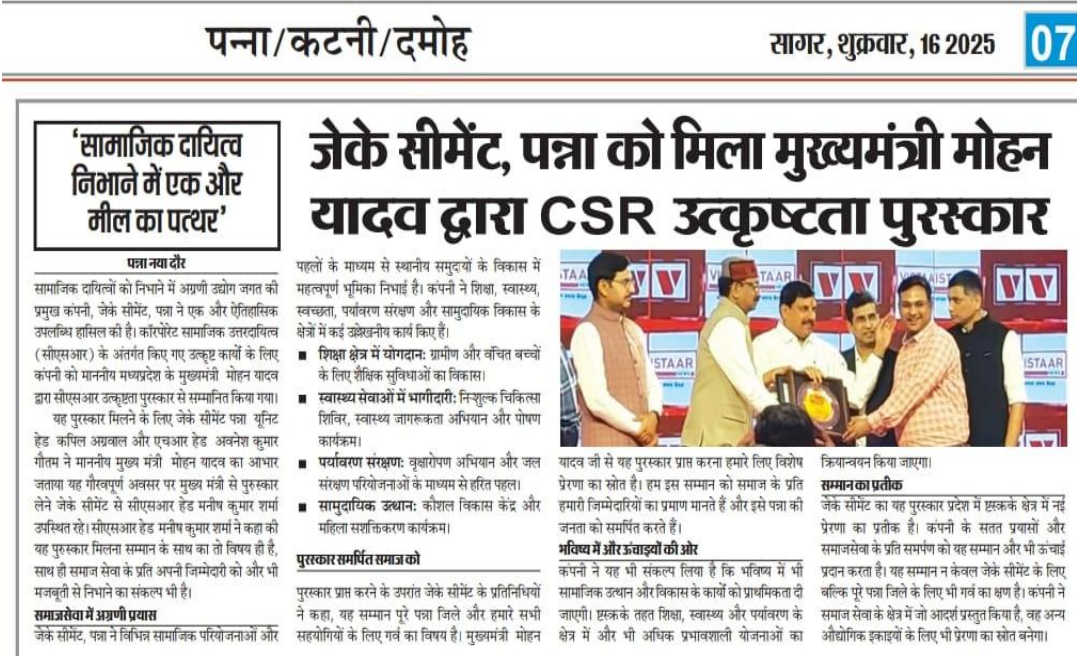 पन्ना/कटनी/दमोह
सागर, शुक्रवार, 16 2025
07
‘सामाजिक दायित्व
निभाने में एक और
मील का पत्थर’
जेके सीमेंट, पन्ना को मिला मुख्यमंत्री मोहन
यादव द्वारा CSR उत्कृष्टता पुरस्कार
पन्ना नया दौर
सामाजिक दायित्वों को निभाने में अग्रणी उद्योग जगत की
प्रमुख कंपनी, जेके सीमेंट, पन्ना ने एक और ऐतिहासिक
उपलब्धि हासिल की है। कॉरपोरेट सामाजिक उत्तरदायित्व
(सीएसआर) के अंतर्गत किए गए उत्कृष्ट कार्यों के लिए
कंपनी को माननीय मध्यप्रदेश के मुख्यमंत्री मोहन यादव
द्वारा सीएसआर उत्कृष्ठता पुरस्कार से सम्मानित किया गया।
यह पुरस्कार मिलने के लिए जेके सीमेंट पन्ना यूनिट
हेड कपिल अग्रवाल और एचआर हेड अवनेश कुमार
गौतम ने माननीय मुख्य मंत्री मोहन यादव का आभार
जताया यह गौरवपूर्ण अवसर पर मुख्य मंत्री से पुरुस्कार
लेने जेके सीमेंट से सीएसआर हेड मनीष कुमार शर्मा
उपस्थित रहे। सीएसआर हेड मनीष कुमार शर्मा ने कहा की
यह पुरुस्कार मिलना सम्मान के साथ का तो विषय ही है,
साथ ही समाज सेवा के प्रति अपनी जिमेदारी को और भी
मजबूती से निभाने का संकल्प भी है।
समाजसेवा में अग्रणी प्रयास
जेके सीमेंट, पन्ना ने विभिन्न सामाजिक परियोजनाओं और
पहलों के माध्यम से स्थानीय समुदायों के विकास में
महत्वपूर्ण भूमिका निभाई है। कंपनी ने शिक्षा, स्वास्थ्य,
स्वच्छता, पर्यावरण संरक्षण और सामुदायिक विकास के
क्षेत्रों में कई उल्लेखनीय कार्य किए हैं।
■ शिक्षा क्षेत्र में योगदान: ग्रामीण और वंचित बच्चों
के लिए शैक्षिक सुविधाओं का विकास।
■ स्वास्थ्य सेवाओं में भागीदारी: निःशुल्क चिकित्सा
शिविर, स्वास्थ्य जागरूकता अभियान और पोषण
कार्यक्रम।
■ पर्यावरण संरक्षण: वृक्षारोपण अभियान और जल
संरक्षण परियोजनाओं के माध्यम से हरित पहल।
■ सामुदायिक उत्थान: कौशल विकास केंद्र और
महिला सशक्तिकरण कार्यक्रम।
पुरस्कार समर्पित समाज को
पुरस्कार प्राप्त करने के उपरांत जेके सीमेंट के प्रतिनिधियों
ने कहा, यह सम्मान पूरे पन्ना जिले और हमारे सभी
सहयोगियों के लिए गर्व का विषय है। मुख्यमंत्री मोहन
यादव जी से यह पुरस्कार प्राप्त करना हमारे लिए विशेष
प्रेरणा का स्रोत है। हम इस सम्मान को समाज के प्रति
हमारी जिम्मेदारियों का प्रमाण मानते हैं और इसे पन्ना की
जनता को समर्पित करते हैं।
भविष्य में और ऊंचाइयों की ओर
कंपनी ने यह भी संकल्प लिया है कि भविष्य में भी
सामाजिक उत्थान और विकास के कार्यों को प्राथमिकता दी
जाएगी। तहत शिक्षा, स्वास्थ्य और पर्यावरण के
क्षेत्र में और भी अधिक प्रभावशाली योजनाओं का
क्रियान्वयन किया जाएगा।
सम्मान का प्रतीक
जेके सीमेंट का यह पुरस्कार प्रदेश में क्षेत्र में नई
प्रेरणा का प्रतीक है। कंपनी के सतत प्रयासों और
समाजसेवा के प्रति समर्पण को यह सम्मान और भी ऊंचाई
प्रदान करता है। यह सम्मान न केवल जेके सीमेंट के लिए
बल्कि पूरे पन्ना जिले के लिए भी गर्व का क्षण है। कंपनी ने
समाज सेवा के क्षेत्र में जो आदर्श प्रस्तुत किया है, वह अन्य
औद्योगिक इकाइयों के लिए भी प्रेरणा का स्रोत बनेगा।